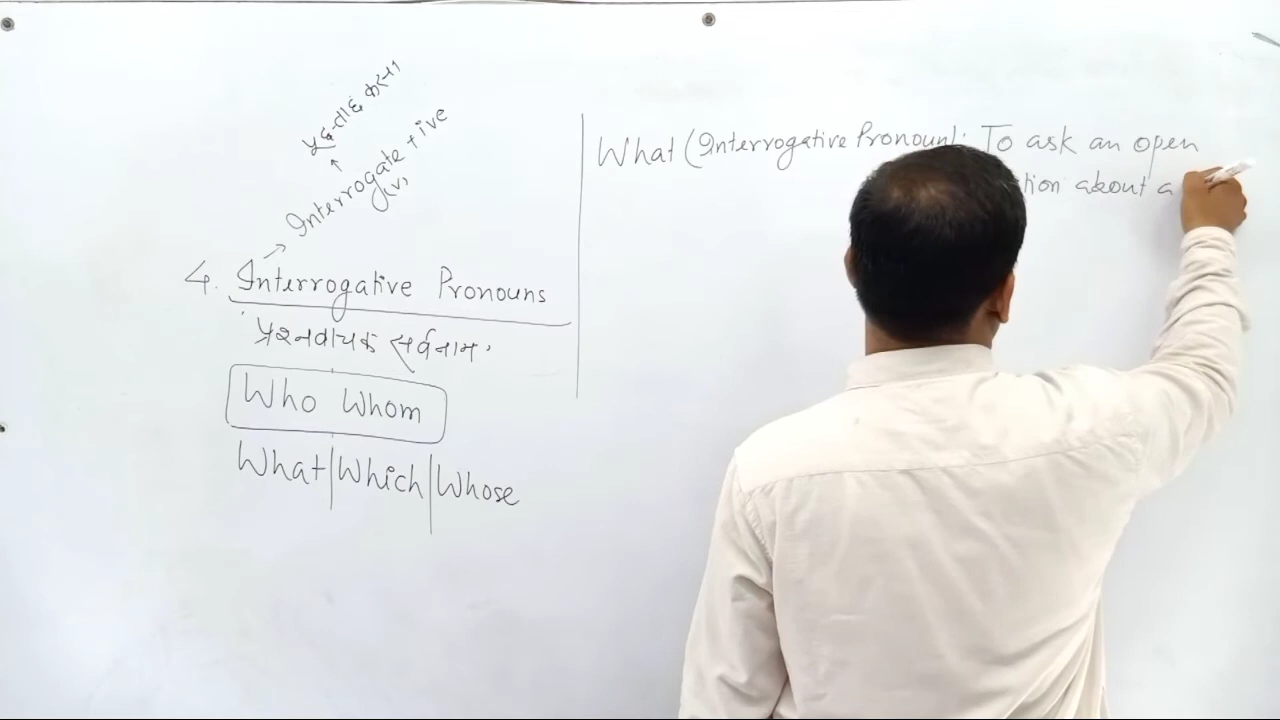 पूछ-ताछ करना
Interrogate + ive
(V)
4. Interrogative Pronouns
प्रश्नवाचक सर्वनाम
Who Whom
What | Which | Whose
What (Interrogative Pronoun): To ask an open
tion about a